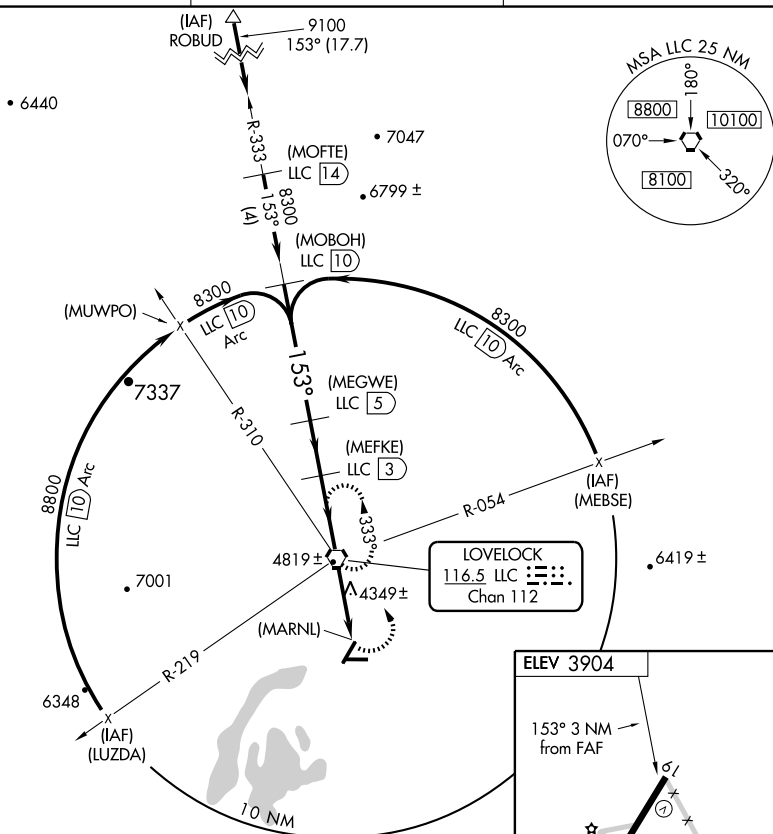 (IAF)
ROBUD
9100
153° (17.7)
MSA LLC 25 NM
180°
8800
10100
070°
8100
320°
6440
R-333
7047
(MOFTE)
LLC 14
6799 ±
8300
153°
(4)
(MOBOH)
LLC 10
8300
LLC 10 Arc
(MUWPO)
8300
LLC 10 Arc
153°
7337
R-310
(MEGWE)
LLC 5
(MEFKE)
LLC 3
8800
LLC 10 Arc
R-054
(IAF)
(MEBSE)
333°
4819 ±
LOVELOCK
116.5 LLC
Chan 112
6419 ±
7001
4349 ±
(MARNL)
R-219
6348
(IAF)
(LUZDA)
10 NM
ELEV 3904
153° 3 NM
from FAF
19
V